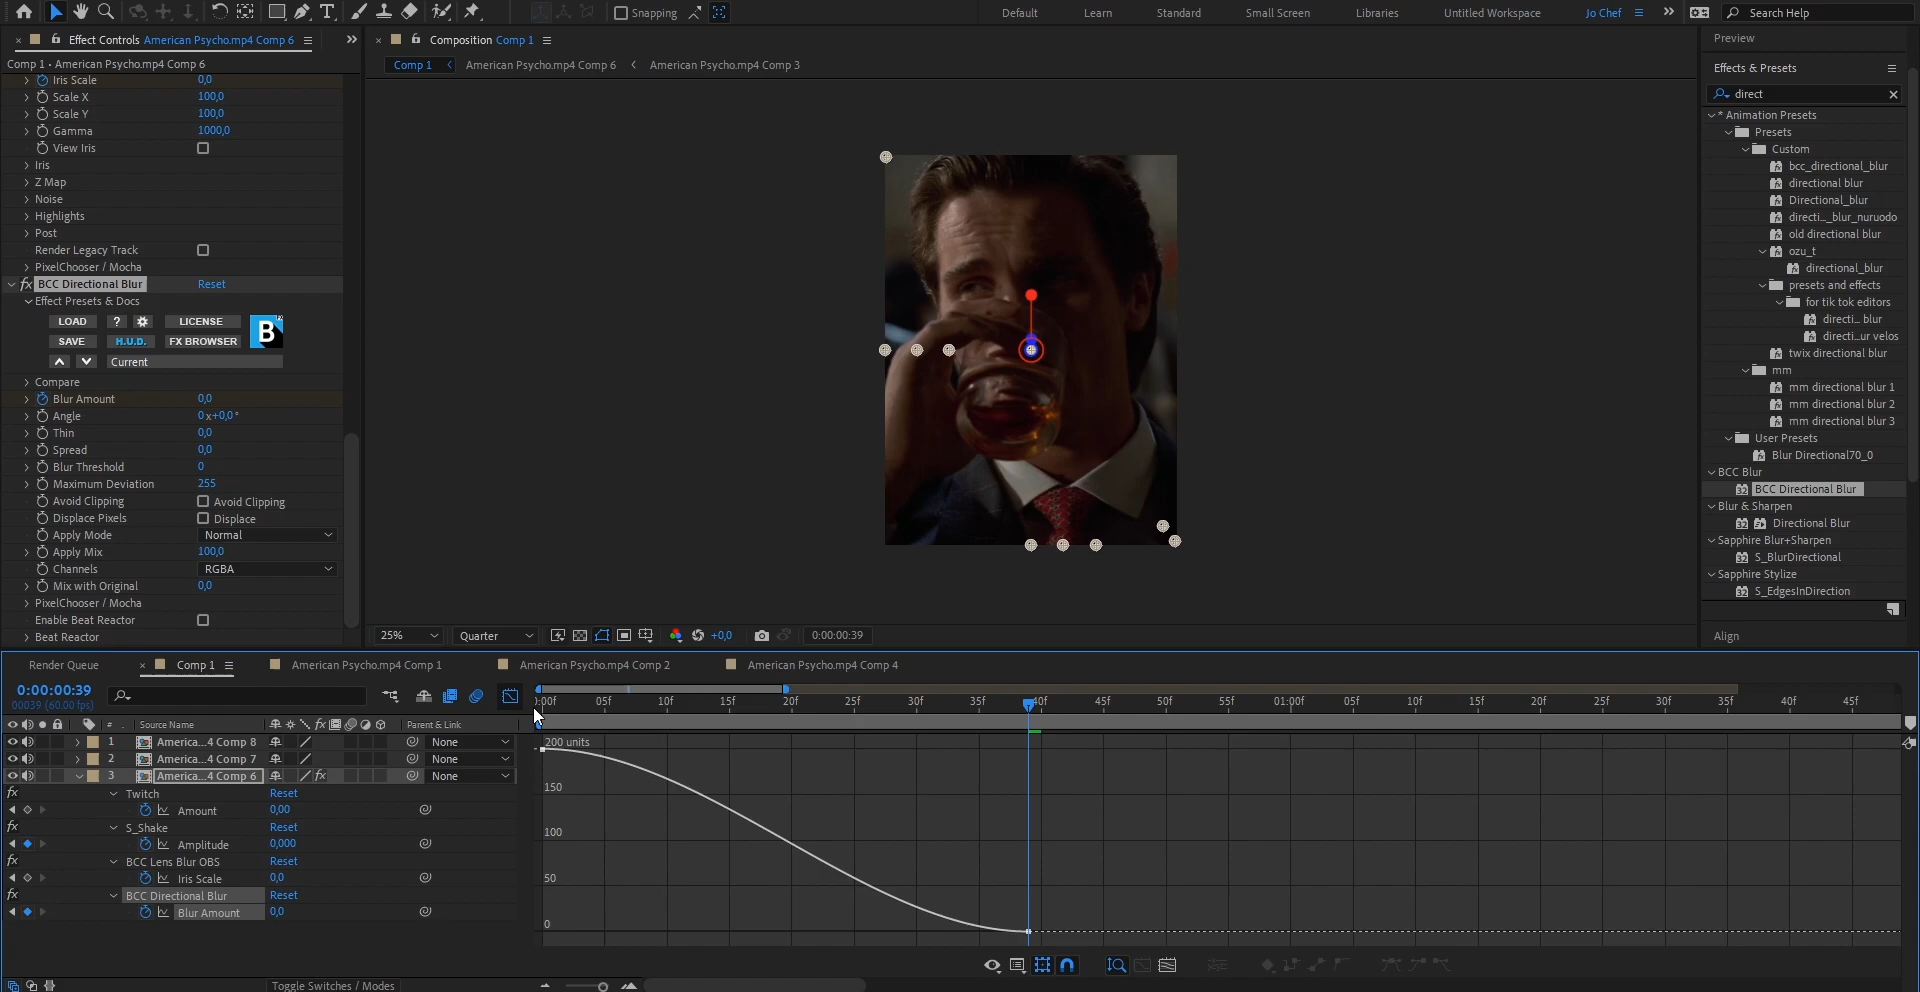 Snapping
Default
Learn
Standard
Small Screen
Libraries
Untitled Workspace
Jo Chef
Search Help
Effect Controls American Psycho.mp4 Comp 6
Comp 1 • American Psycho.mp4 Comp 6
Iris Scale 0,0
Scale X 100,0
Scale Y 100,0
Gamma 1000,0
View Iris
Iris
Z Map
Noise
Highlights
Post
Render Legacy Track
PixelChooser / Mocha
fx BCC Directional Blur Reset
Effect Presets & Docs
LOAD ? LICENSE
SAVE H.U.D. FX BROWSER
B
Current
Compare
Blur Amount 0,0
Angle 0x+0,0°
Thin 0,0
Spread 0,0
Blur Threshold 0
Maximum Deviation 255
Avoid Clipping Avoid Clipping
Displace Pixels Displace
Apply Mode Normal
Apply Mix 100,0
Channels RGBA
Mix with Original 0,0
PixelChooser / Mocha
Enable Beat Reactor
Beat Reactor
Composition Comp 1
Comp 1 American Psycho.mp4 Comp 6 American Psycho.mp4 Comp 3
25% Quarter +0,0 0:00:00:39
Preview
Effects & Presets
direct
* Animation Presets
Presets
Custom
bcc_directional_blur
directional blur
Directional_blur
directi..._blur_nuruodo
old directional blur
ozu_t
directional_blur
presets and effects
for tik tok editors
directi... blur
directi...ur velos
twix directional blur
mm
mm directional blur 1
mm directional blur 2
mm directional blur 3
User Presets
Blur Directional70_0
BCC Blur
32 BCC Directional Blur
Blur & Sharpen
32 Directional Blur
Sapphire Blur+Sharpen
32 S_BlurDirectional
Sapphire Stylize
32 S_EdgesInDirection
Align
Render Queue
Comp 1
American Psycho.mp4 Comp 1
American Psycho.mp4 Comp 2
American Psycho.mp4 Comp 4
0:00:00:39
00039 (60.00 fps)
# Source Name fx Parent & Link
1 America...4 Comp 8 None
2 America...4 Comp 7 None
3 America...4 Comp 6 fx None
fx Twitch Reset
Amount 0,00
fx S_Shake Reset
Amplitude 0,000
fx BCC Lens Blur OBS Reset
Iris Scale 0,0
fx BCC Directional Blur Reset
Blur Amount 0,0
Toggle Switches / Modes
:00f 05f 10f 15f 20f 25f 30f 35f 40f 45f 50f 55f 01:00f 05f 10f 15f 20f 25f 30f 35f 40f 45f
200 units
150
100
50
0